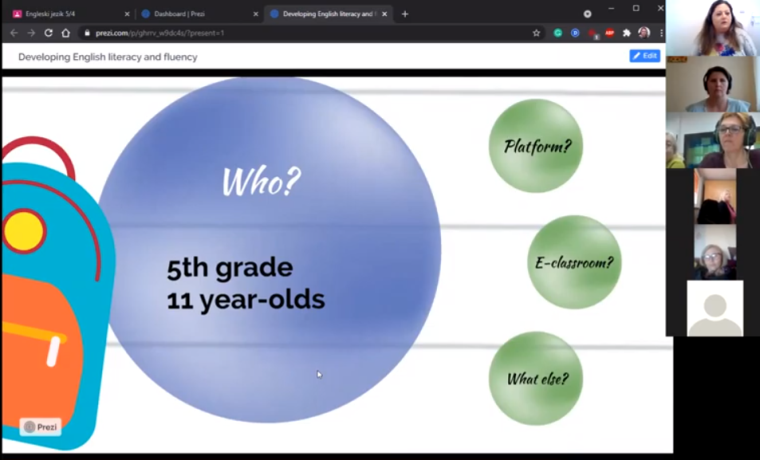 Engleski jezik 5/4
Dashboard | Prezi
Developing English literacy and f
prezi.com/p/ghrrv_w9dc4s/?present=1
Developing English literacy and fluency
Edit
Who?
5th grade
11 year-olds
Platform?
E-classroom?
What else?
Prezi